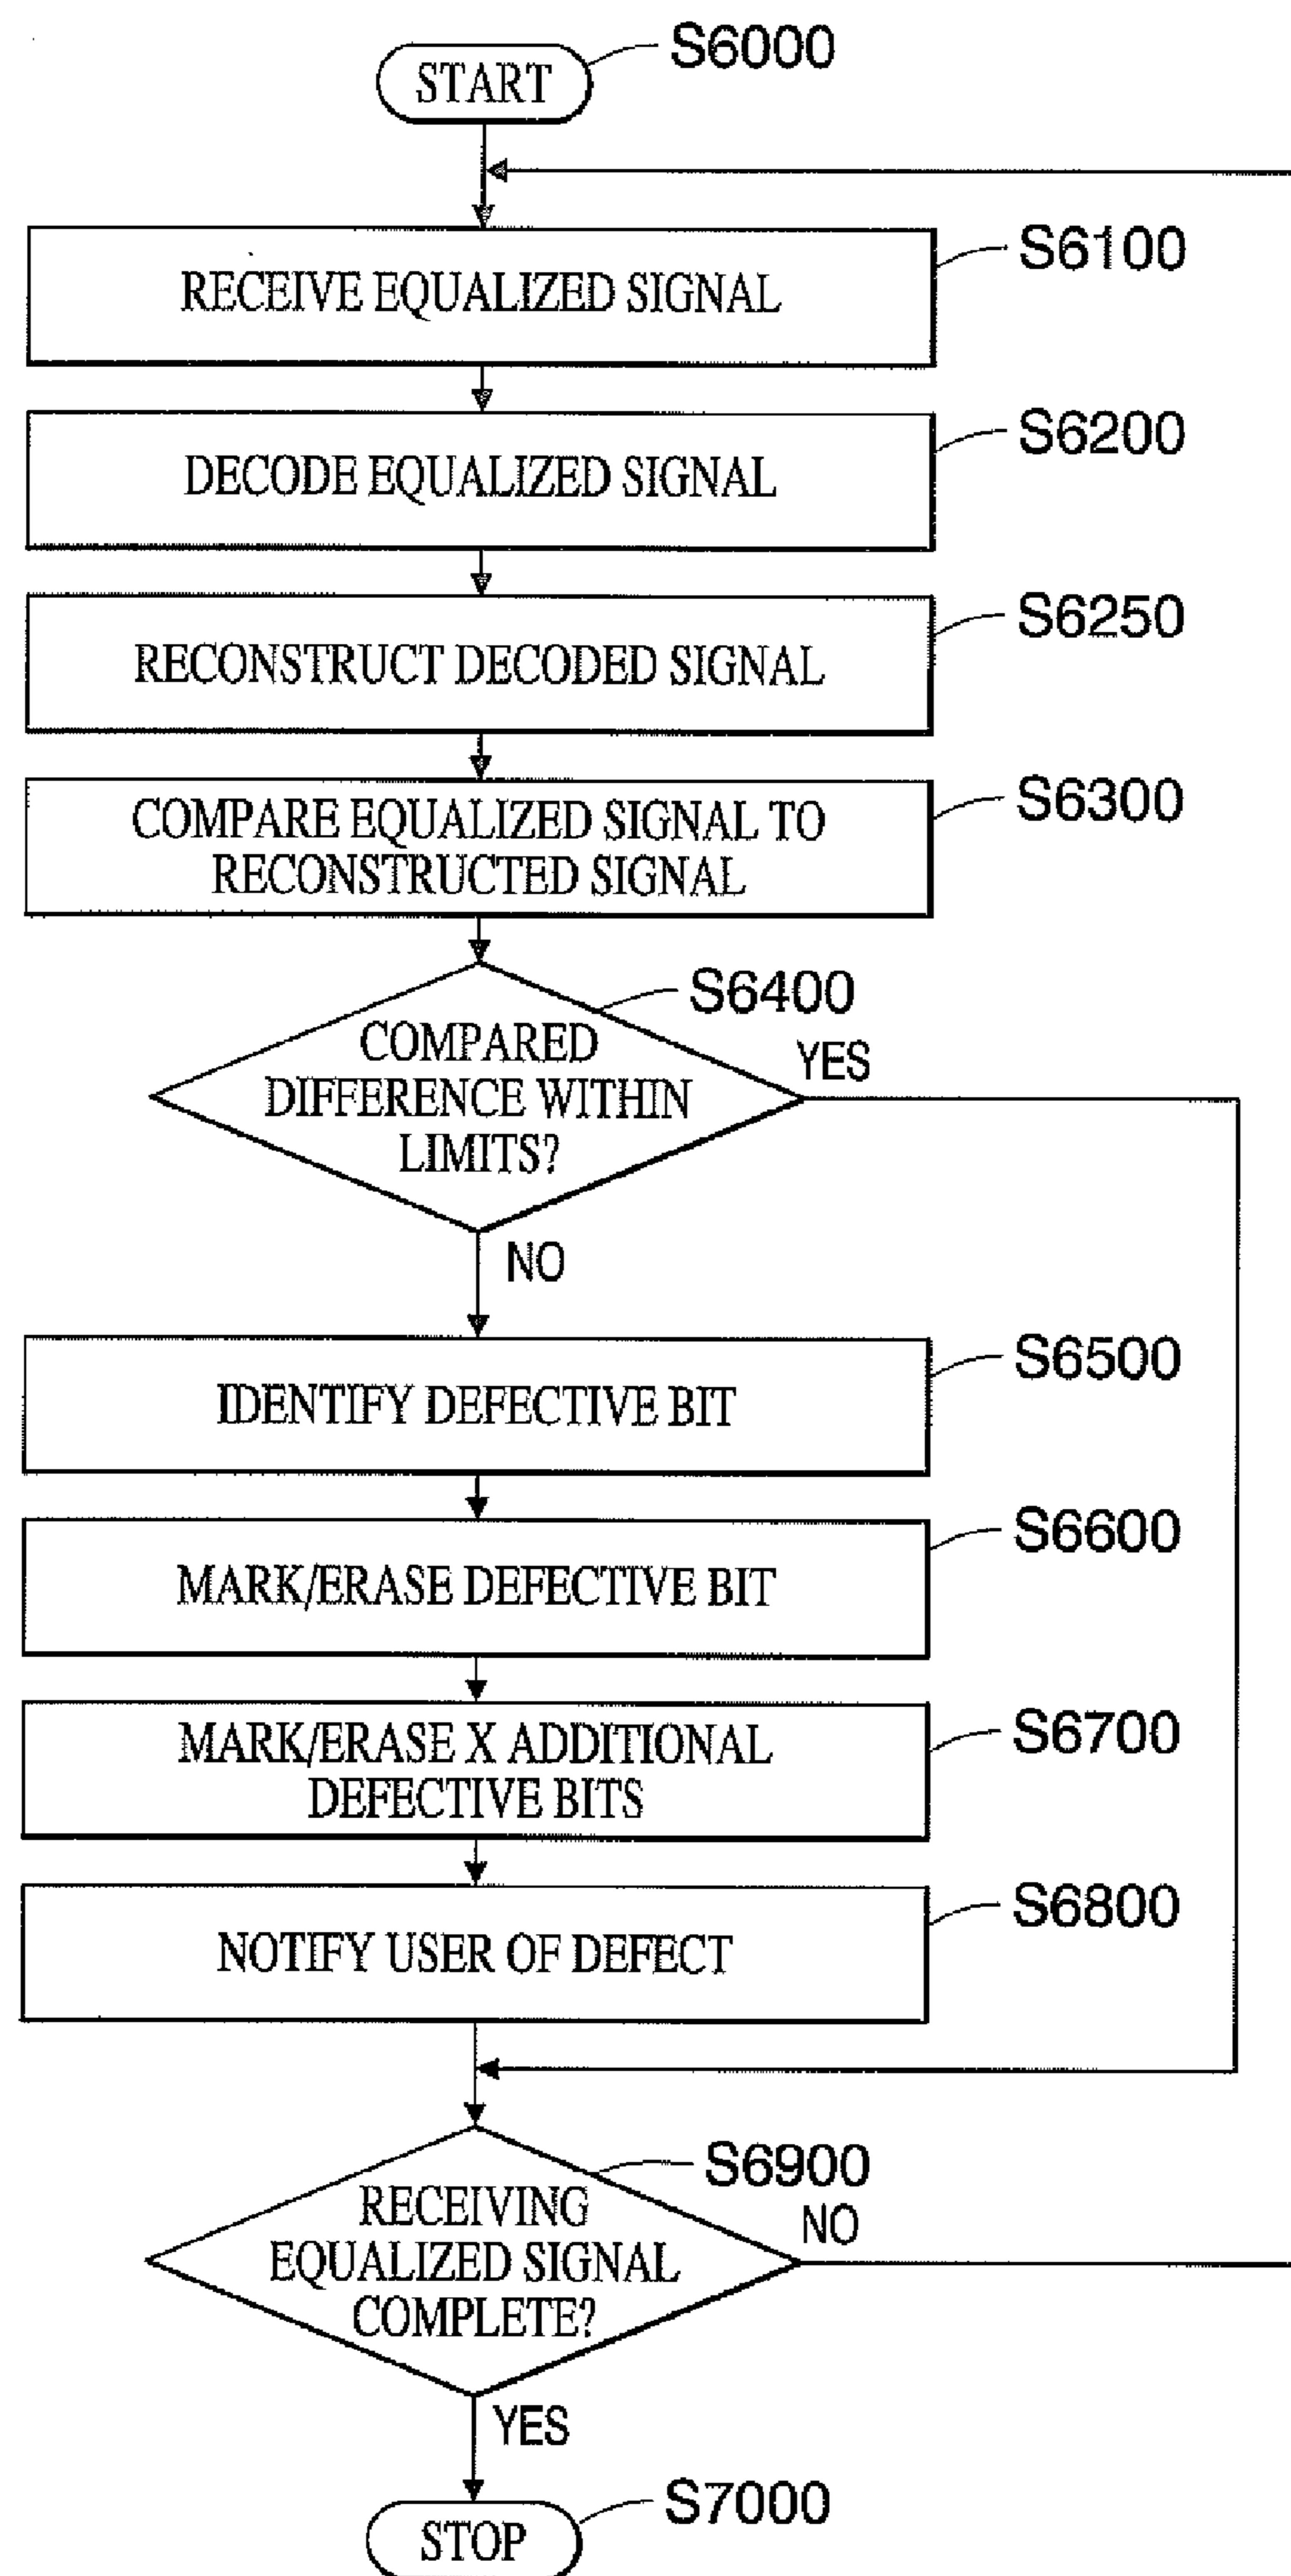 START
S6000
S6100
RECEIVE EQUALIZED SIGNAL
S6200
DECODE EQUALIZED SIGNAL
S6250
RECONSTRUCT DECODED SIGNAL
S6300
COMPARE EQUALIZED SIGNAL TO
RECONSTRUCTED SIGNAL
S6400
COMPARED
DIFFERENCE WITHIN
LIMITS?
YES
NO
S6500
IDENTIFY DEFECTIVE BIT
S6600
MARK/ERASE DEFECTIVE BIT
S6700
MARK/ERASE X ADDITIONAL
DEFECTIVE BITS
S6800
NOTIFY USER OF DEFECT
S6900
RECEIVING
EQUALIZED SIGNAL
COMPLETE?
NO
YES
S7000
STOP